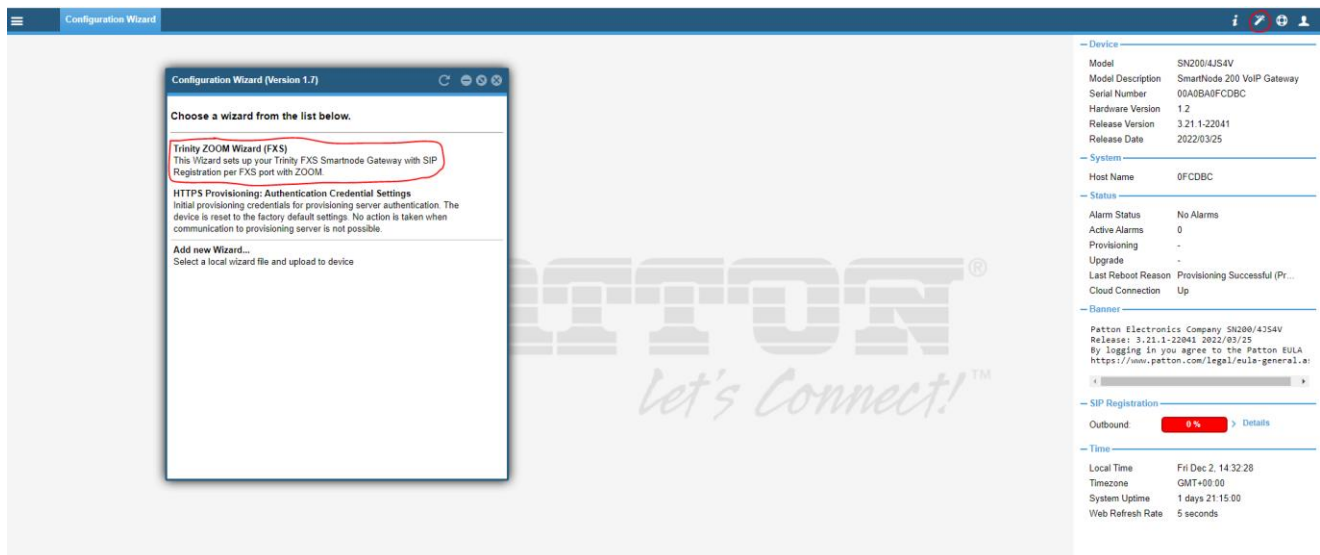 Configuration Wizard
Configuration Wizard (Version 1.7)
Choose a wizard from the list below.
Trinity ZOOM Wizard (FXS)
This Wizard sets up your Trinity FXS Smartnode Gateway with SIP
Registration per FXS port with ZOOM.
HTTPS Provisioning: Authentication Credential Settings
Initial provisioning credentials for provisioning server authentication. The
device is reset to the factory default settings. No action is taken when
communication to provisioning server is not possible.
Add new Wizard...
Select a local wizard file and upload to device
PATTON®
Let's Connect!™
Device
Model SN200/4JS4V
Model Description SmartNode 200 VoIP Gateway
Serial Number 00A0BA0FCDBC
Hardware Version 1.2
Release Version 3.21.1-22041
Release Date 2022/03/25
System
Host Name 0FCDBC
Status
Alarm Status No Alarms
Active Alarms 0
Provisioning -
Upgrade -
Last Reboot Reason Provisioning Successful (Pr...
Cloud Connection Up
Banner
Patton Electronics Company SN200/4JS4V
Release: 3.21.1-22041 2022/03/25
By logging in you agree to the Patton EULA
https://www.patton.com/legal/eula-general.a
SIP Registration
Outbound: 0 % > Details
Time
Local Time Fri Dec 2, 14:32:28
Timezone GMT+00:00
System Uptime 1 days 21:15:00
Web Refresh Rate 5 seconds